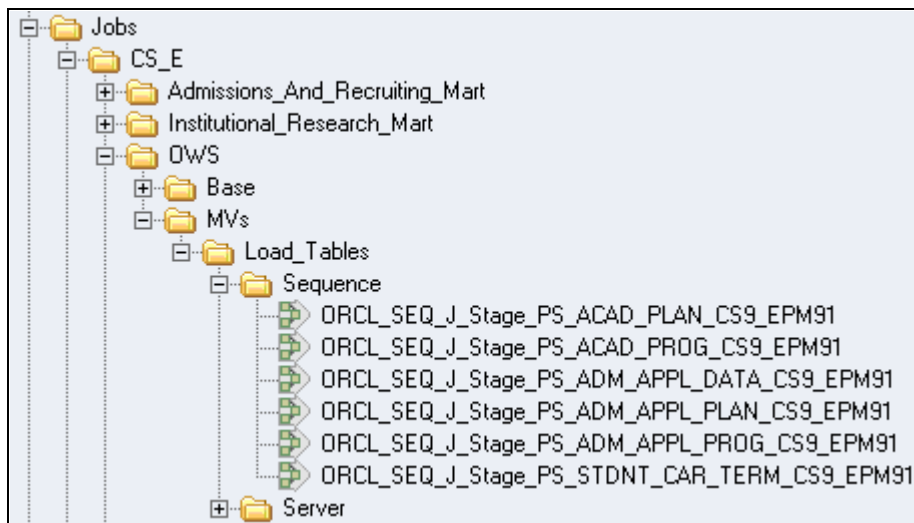 Jobs
CS_E
Admissions_And_Recruiting_Mart
Institutional_Research_Mart
OWS
Base
MVs
Load_Tables
Sequence
ORCL_SEQ_J_Stage_PS_ACAD_PLAN_CS9_EPM91
ORCL_SEQ_J_Stage_PS_ACAD_PROG_CS9_EPM91
ORCL_SEQ_J_Stage_PS_ADM_APPL_DATA_CS9_EPM91
ORCL_SEQ_J_Stage_PS_ADM_APPL_PLAN_CS9_EPM91
ORCL_SEQ_J_Stage_PS_ADM_APPL_PROG_CS9_EPM91
ORCL_SEQ_J_Stage_PS_STDNT_CAR_TERM_CS9_EPM91
Server